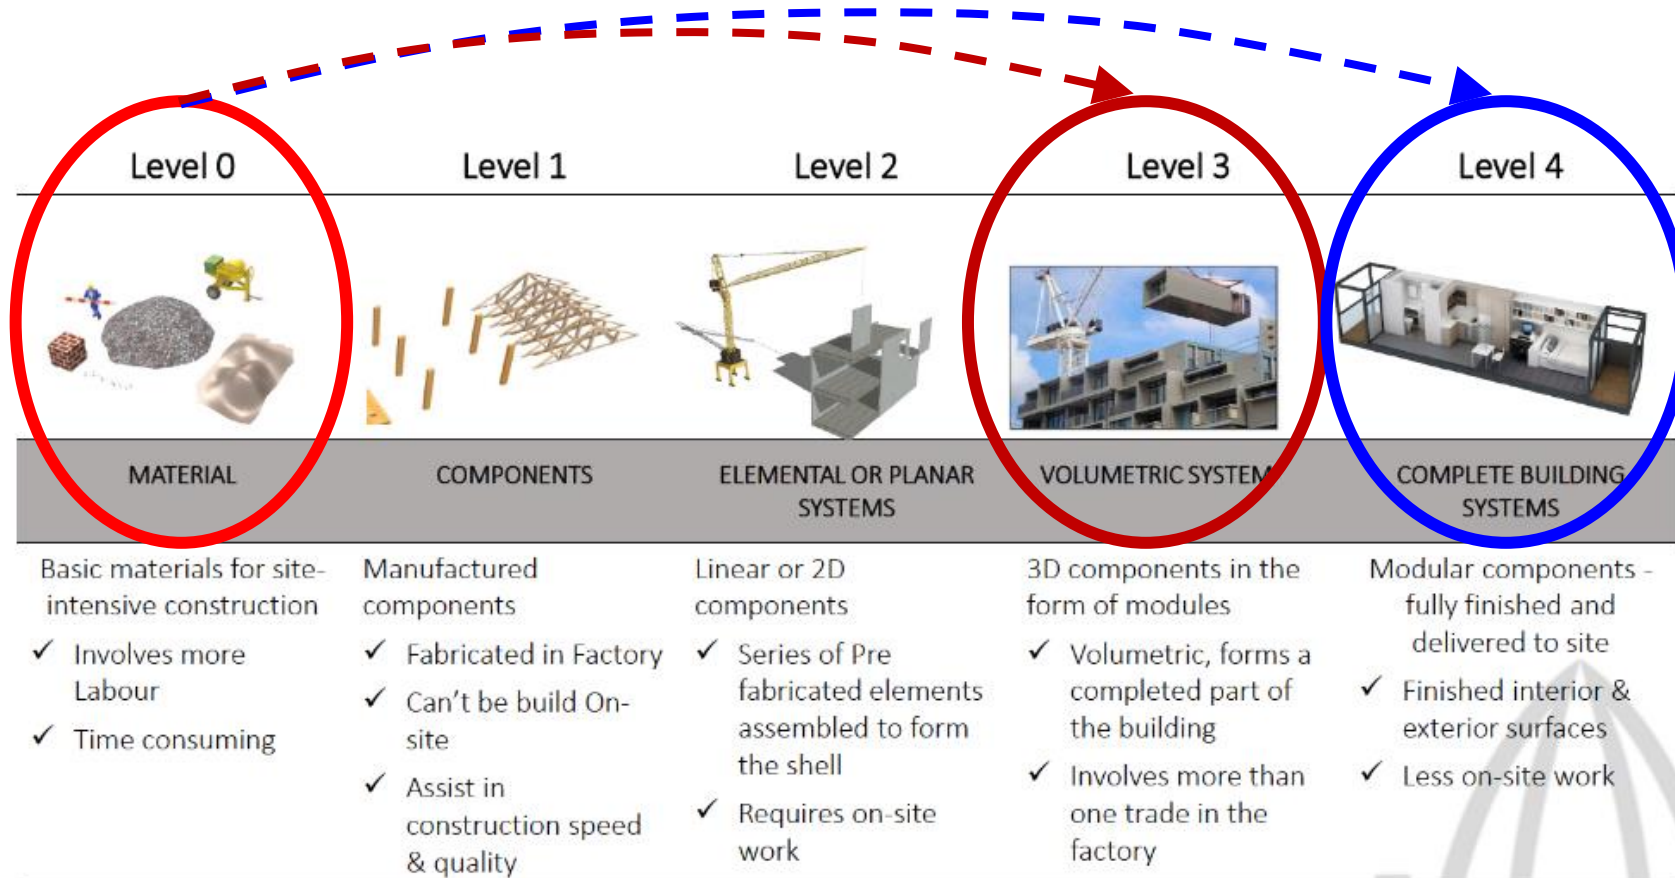 Level 0
Level 1
Level 2
Level 3
Level 4
MATERIAL
COMPONENTS
ELEMENTAL OR PLANAR
SYSTEMS
VOLUMETRIC SYSTEM
COMPLETE BUILDING
SYSTEMS
Basic materials for site-
intensive construction
✓ Involves more
Labour
✓ Time consuming
Manufactured
components
✓ Fabricated in Factory
✓ Can't be build On-
site
✓ Assist in
construction speed
& quality
Linear or 2D
components
✓ Series of Pre
fabricated elements
assembled to form
the shell
✓ Requires on-site
work
3D components in the
form of modules
✓ Volumetric, forms a
completed part of
the building
✓ Involves more than
one trade in the
factory
Modular components -
fully finished and
delivered to site
✓ Finished interior &
exterior surfaces
✓ Less on-site work